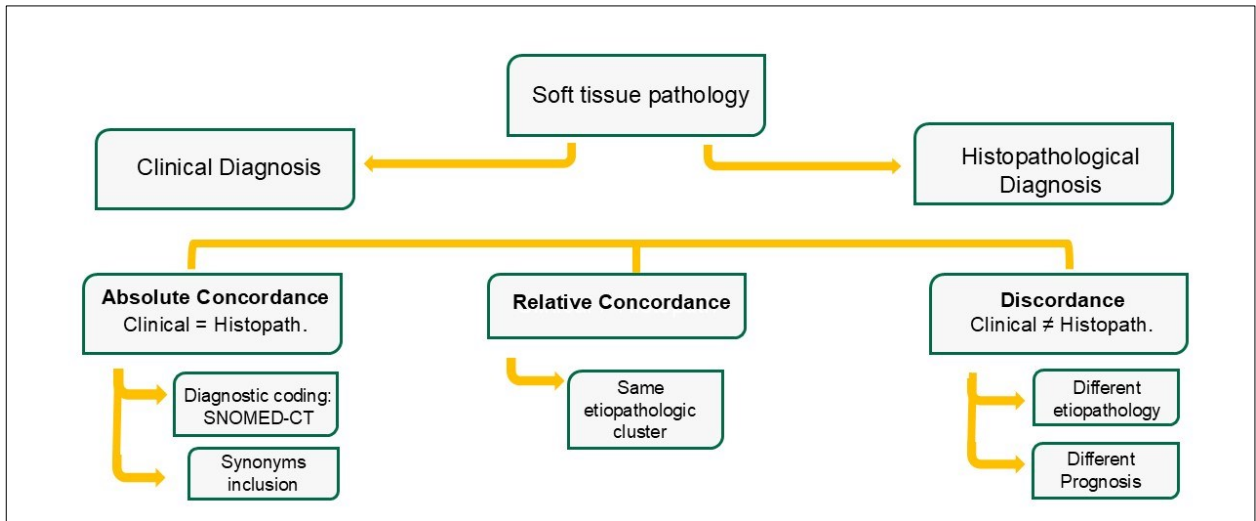 Soft tissue pathology
Clinical Diagnosis
Histopathological
Diagnosis
Absolute Concordance
Clinical = Histopath.
Diagnostic coding:
SNOMED-CT
Synonyms
inclusion
Relative Concordance
Same
etiopathologic
cluster
Discordance
Clinical ≠ Histopath.
Different
etiopathology
Different
Prognosis